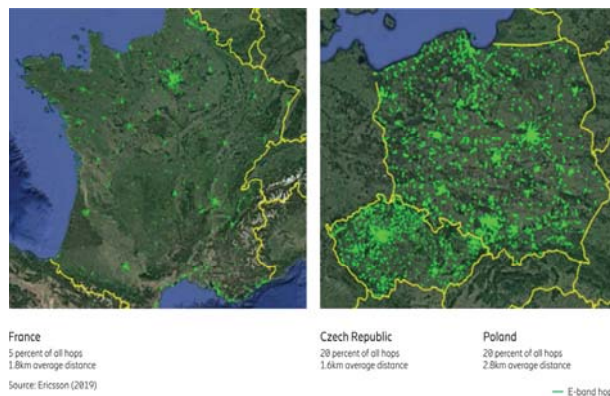 France
5 percent of all hops
1.8km average distance
Source: Ericsson (2019)
Czech Republic
20 percent of all hops
1.6km average distance
Poland
20 percent of all hops
2.8km average distance
E-band hop